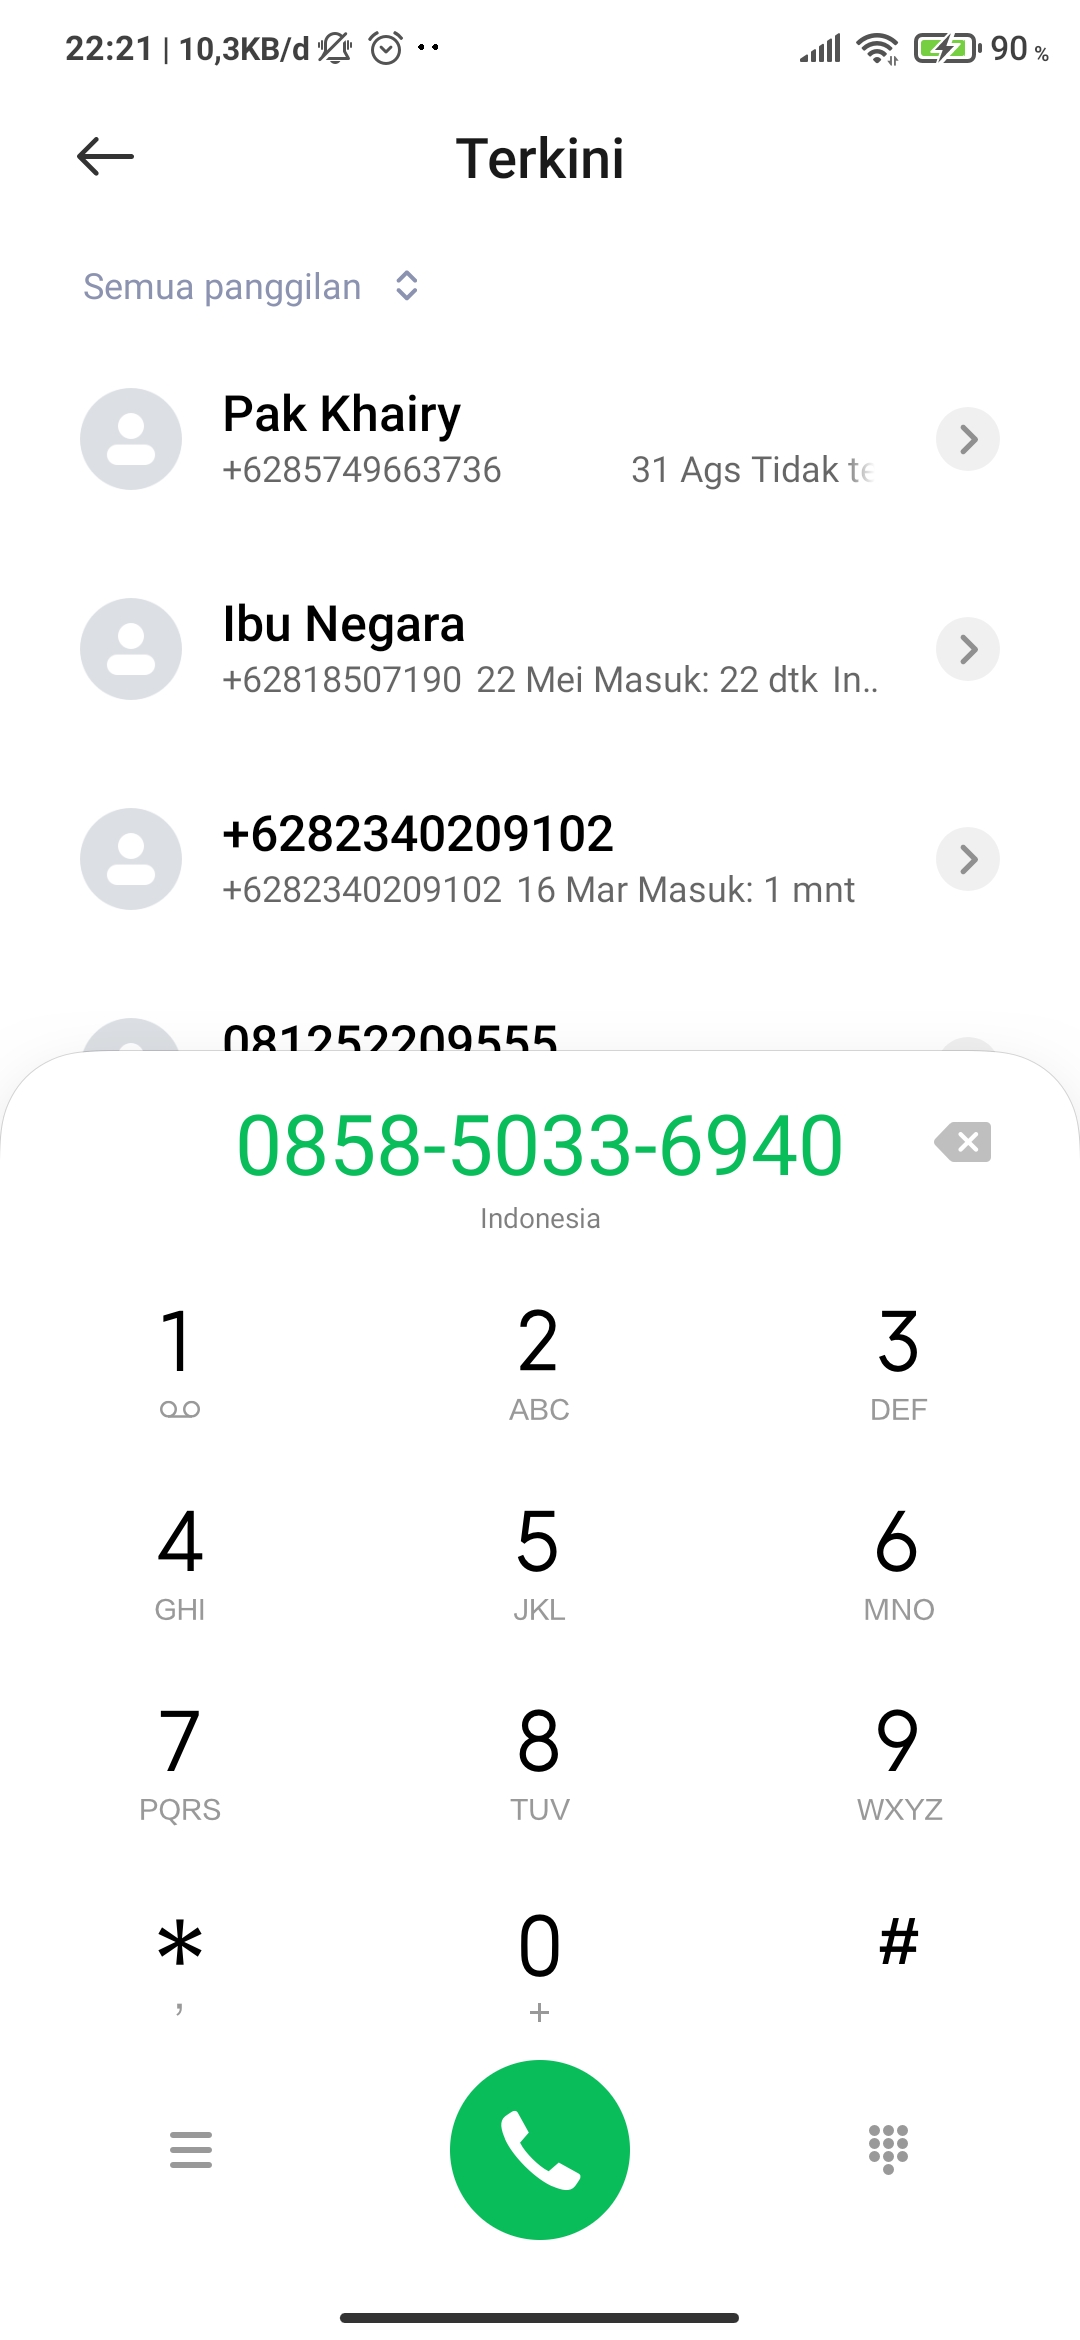 22:21 | 10,3KB/d
90 %
Terkini
Semua panggilan
Pak Khairy
+6285749663736 31 Ags Tidak te
Ibu Negara
+62818507190 22 Mei Masuk: 22 dtk In..
+6282340209102
+6282340209102 16 Mar Masuk: 1 mnt
081252209555
0858-5033-6940
Indonesia
1 2 3
ABC DEF
4 5 6
GHI JKL MNO
7 8 9
PQRS TUV WXYZ
* 0 #
, +